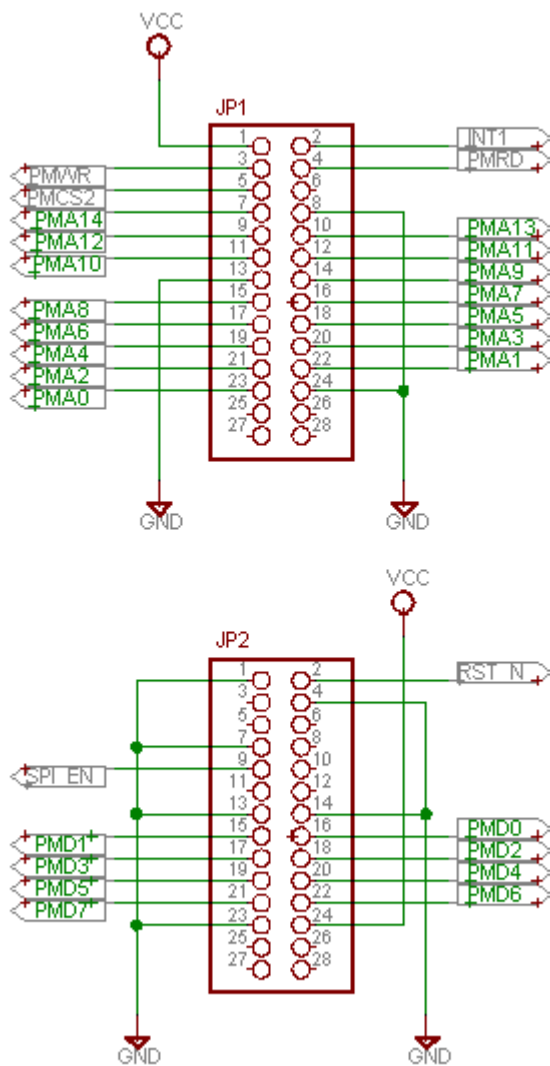 VCC
JP1
1 2 INT1
PMWR 3 4 PMRD
PMCS2 5 6
PMA14 7 8
PMA12 9 10 PMA13
PMA10 11 12 PMA11
13 14 PMA9
PMA8 15 16 PMA7
PMA6 17 18 PMA5
PMA4 19 20 PMA3
PMA2 21 22 PMA1
PMA0 23 24
25 26
27 28
GND GND
VCC
JP2
1 2 RST_N
3 4
5 6
7 8
SPI_EN 9 10
11 12
13 14
PMD1 15 16 PMD0
PMD3 17 18 PMD2
PMD5 19 20 PMD4
PMD7 21 22 PMD6
23 24
25 26
27 28
GND GND